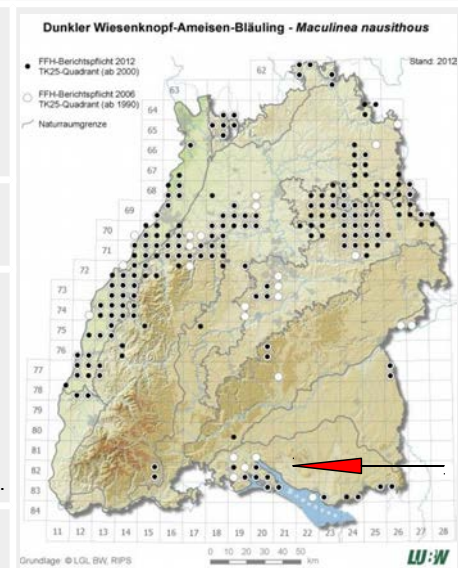 Dunkler Wiesenknopf-Ameisen-Bläuling - Maculinea nausithous
FFH-Berichtspflicht 2012
TK25-Quadrant (ab 2000)
FFH-Berichtspflicht 2006
TK25-Quadrant (ab 1990)
Naturraumgrenze
Stand: 2012
62
63
64
65
66
67
68
69
70
71
72
73
74
75
76
77
78
79
80
81
82
83
84
11 12 13 14 15 16 17 18 19 20 21 22 23 24 25 26 27 28
Grundlage: © LGL BW, RIPS
0 10 20 30 40 50
km
LUBW